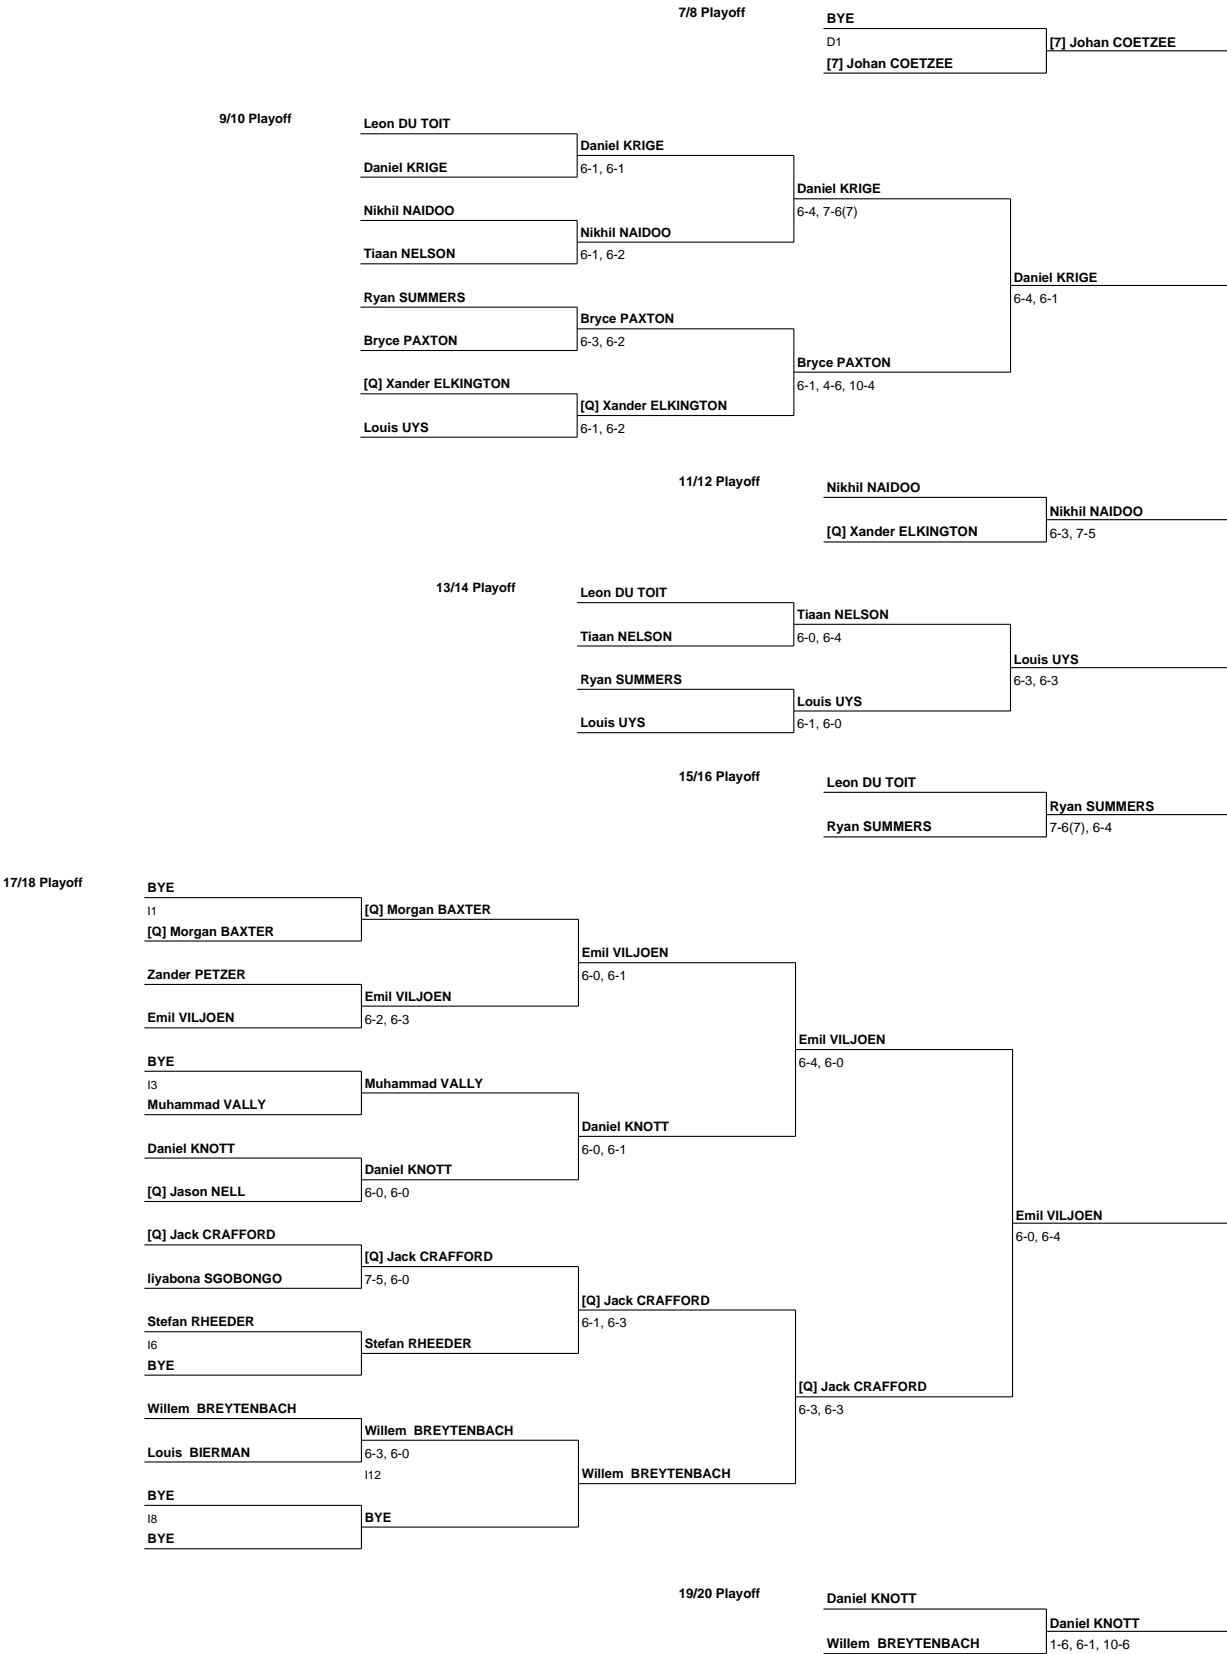 7/8 Playoff
BYE
D1
[7] Johan COETZEE
[7] Johan COETZEE
9/10 Playoff
Leon DU TOIT
Daniel KRIGE
Daniel KRIGE
6-1, 6-1
Daniel KRIGE
6-4, 7-6(7)
Nikhil NAIDOO
Nikhil NAIDOO
Tiaan NELSON
6-1, 6-2
Daniel KRIGE
6-4, 6-1
Ryan SUMMERS
Bryce PAXTON
Bryce PAXTON
6-3, 6-2
Bryce PAXTON
6-1, 4-6, 10-4
[Q] Xander ELKINGTON
[Q] Xander ELKINGTON
Louis UYS
6-1, 6-2
11/12 Playoff
Nikhil NAIDOO
Nikhil NAIDOO
[Q] Xander ELKINGTON
6-3, 7-5
13/14 Playoff
Leon DU TOIT
Tiaan NELSON
Tiaan NELSON
6-0, 6-4
Louis UYS
6-3, 6-3
Ryan SUMMERS
Louis UYS
Louis UYS
6-1, 6-0
15/16 Playoff
Leon DU TOIT
Ryan SUMMERS
Ryan SUMMERS
7-6(7), 6-4
17/18 Playoff
BYE
I1
[Q] Morgan BAXTER
[Q] Morgan BAXTER
Emil VILJOEN
6-0, 6-1
Zander PETZER
Emil VILJOEN
Emil VILJOEN
6-2, 6-3
Emil VILJOEN
6-4, 6-0
BYE
I3
Muhammad VALLY
Muhammad VALLY
Daniel KNOTT
6-0, 6-1
Daniel KNOTT
Daniel KNOTT
[Q] Jason NELL
6-0, 6-0
Emil VILJOEN
6-0, 6-4
[Q] Jack CRAFFORD
[Q] Jack CRAFFORD
Iiyabona SGOBONGO
7-5, 6-0
[Q] Jack CRAFFORD
6-1, 6-3
Stefan RHEEDER
I6
Stefan RHEEDER
BYE
[Q] Jack CRAFFORD
6-3, 6-3
Willem BREYTENBACH
Willem BREYTENBACH
Louis BIERMAN
6-3, 6-0
I12
Willem BREYTENBACH
BYE
I8
BYE
BYE
19/20 Playoff
Daniel KNOTT
Daniel KNOTT
Willem BREYTENBACH
1-6, 6-1, 10-6